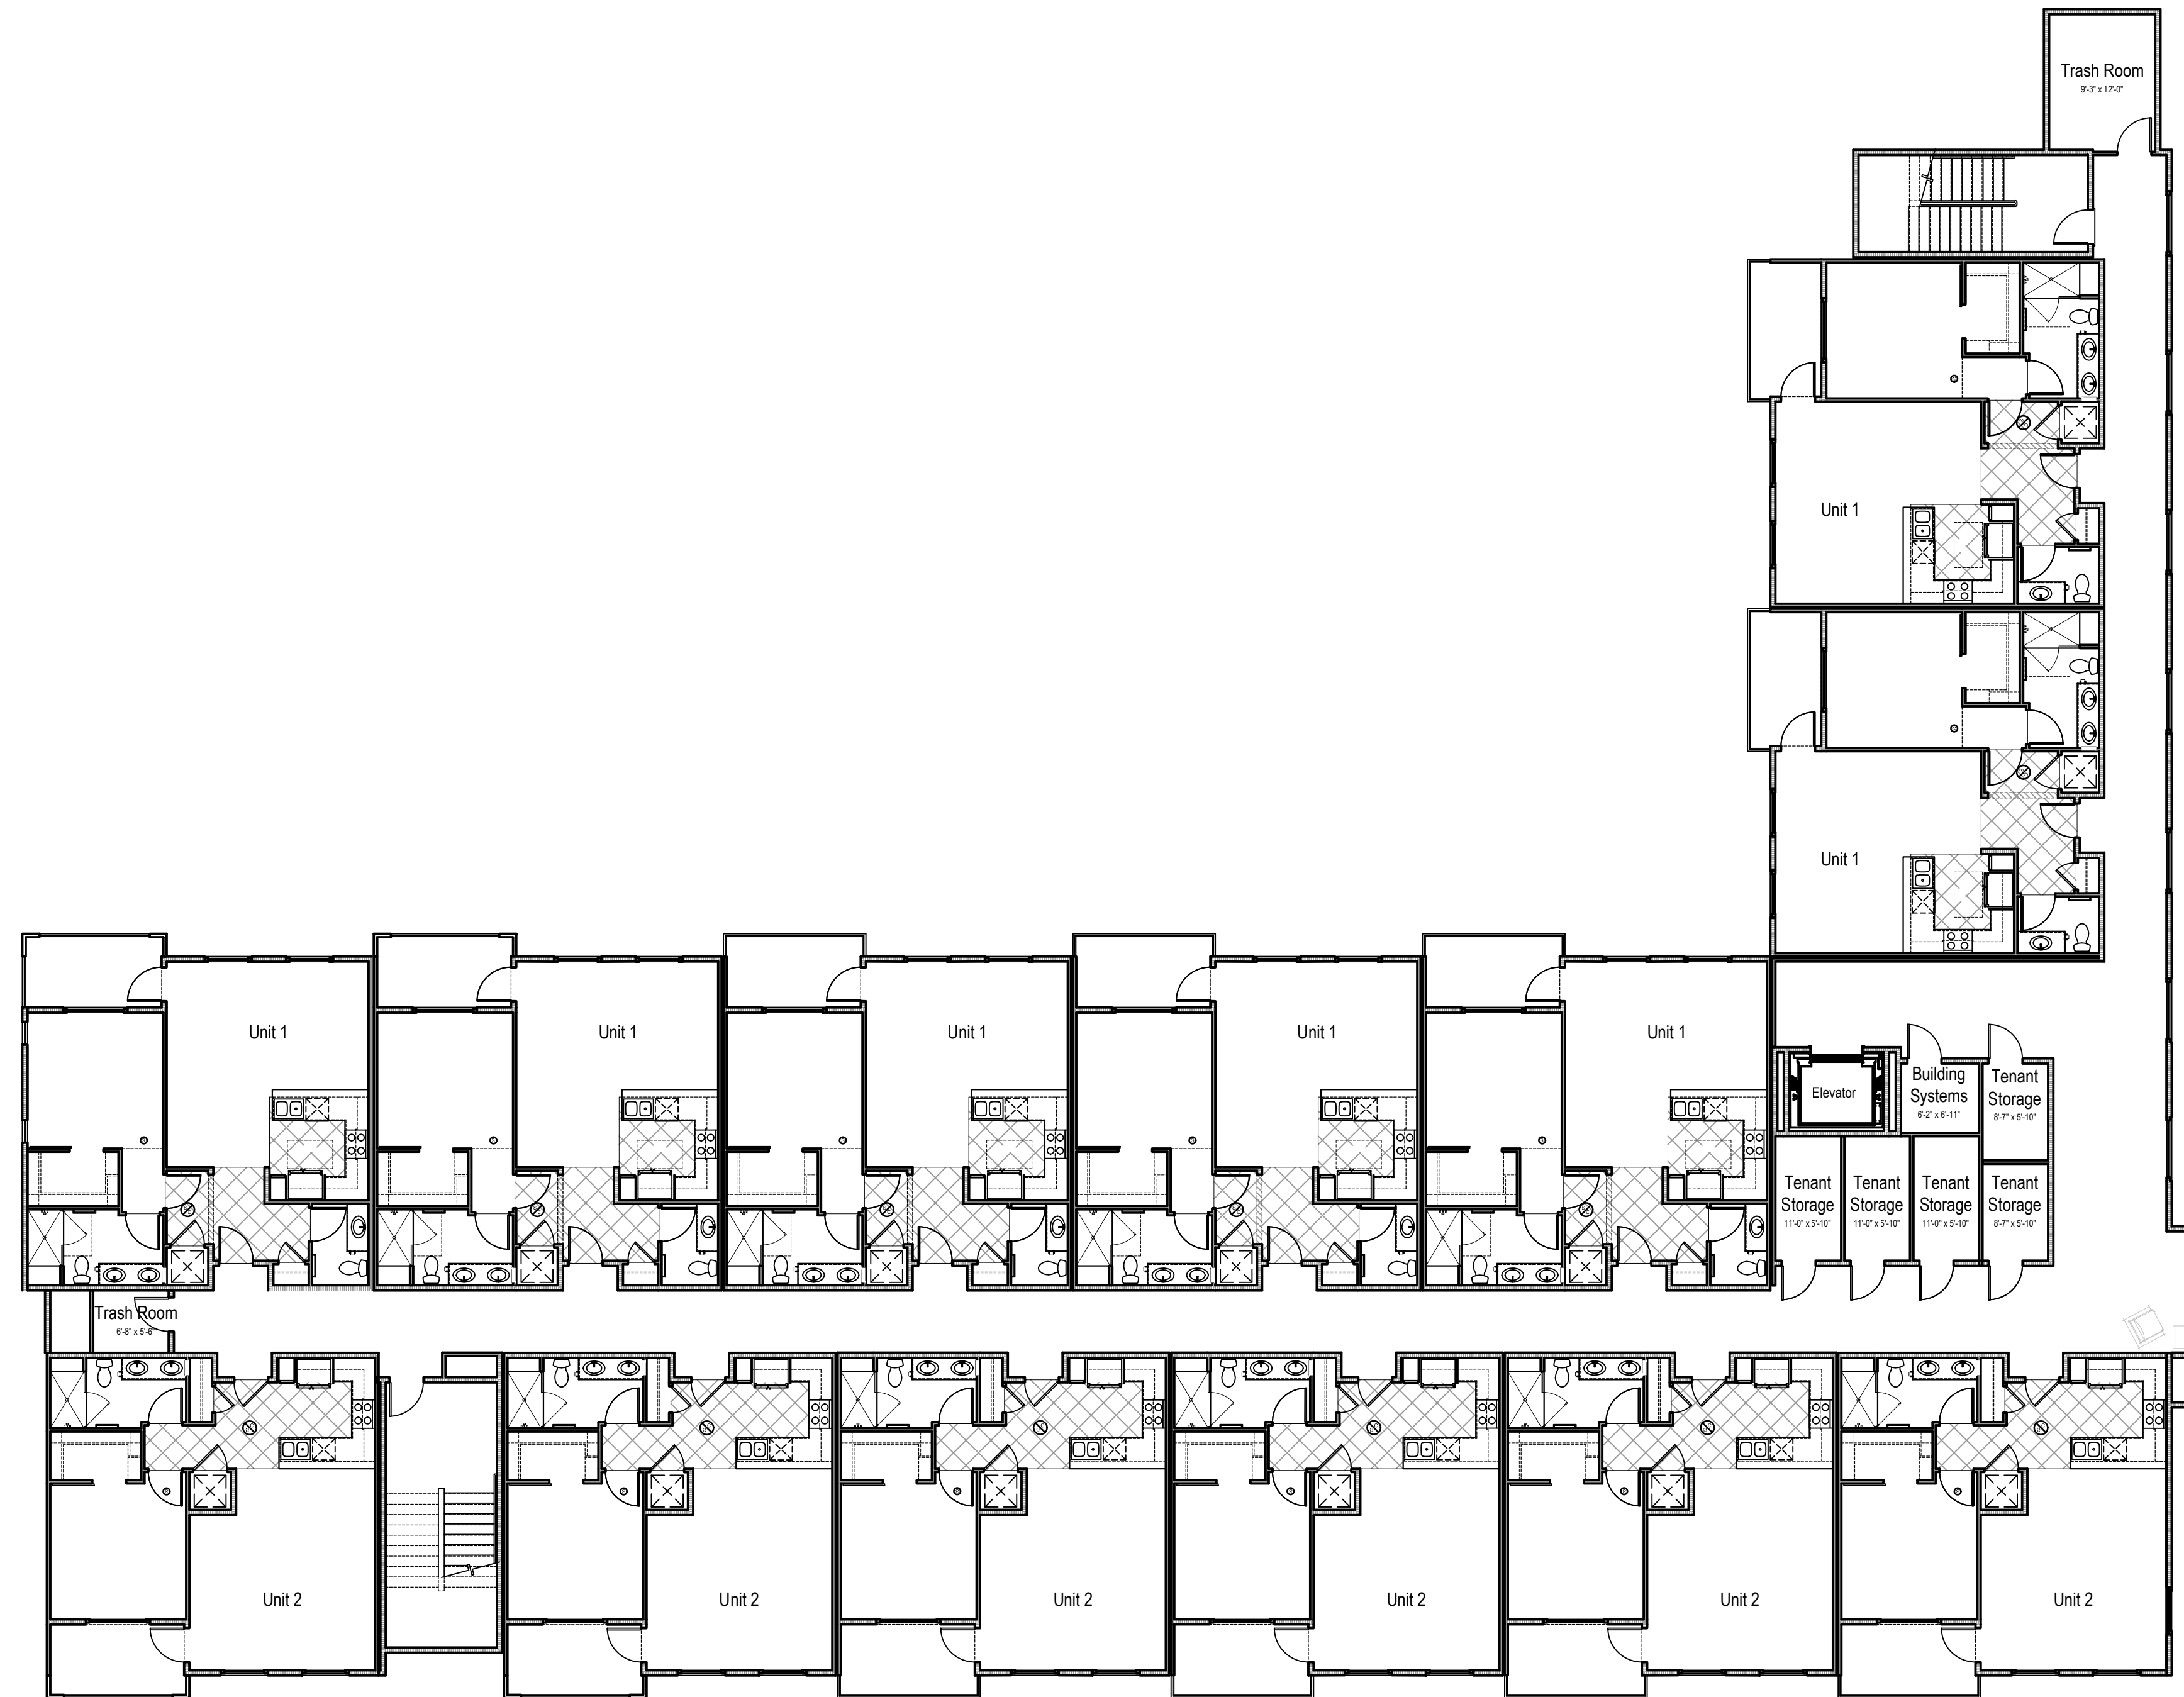 Trash Room
9'-3" x 12'-0"
Unit 1
Unit 1
Unit 1
Unit 1
Unit 1
Unit 1
Unit 1
Elevator
Building
Systems
6'-2" x 6'-11"
Tenant
Storage
8'-7" x 5'-10"
Tenant
Storage
11'-0" x 5'-10"
Tenant
Storage
11'-0" x 5'-10"
Tenant
Storage
11'-0" x 5'-10"
Tenant
Storage
8'-7" x 5'-10"
Trash Room
6'-8" x 5'-6"
Unit 2
Unit 2
Unit 2
Unit 2
Unit 2
Unit 2